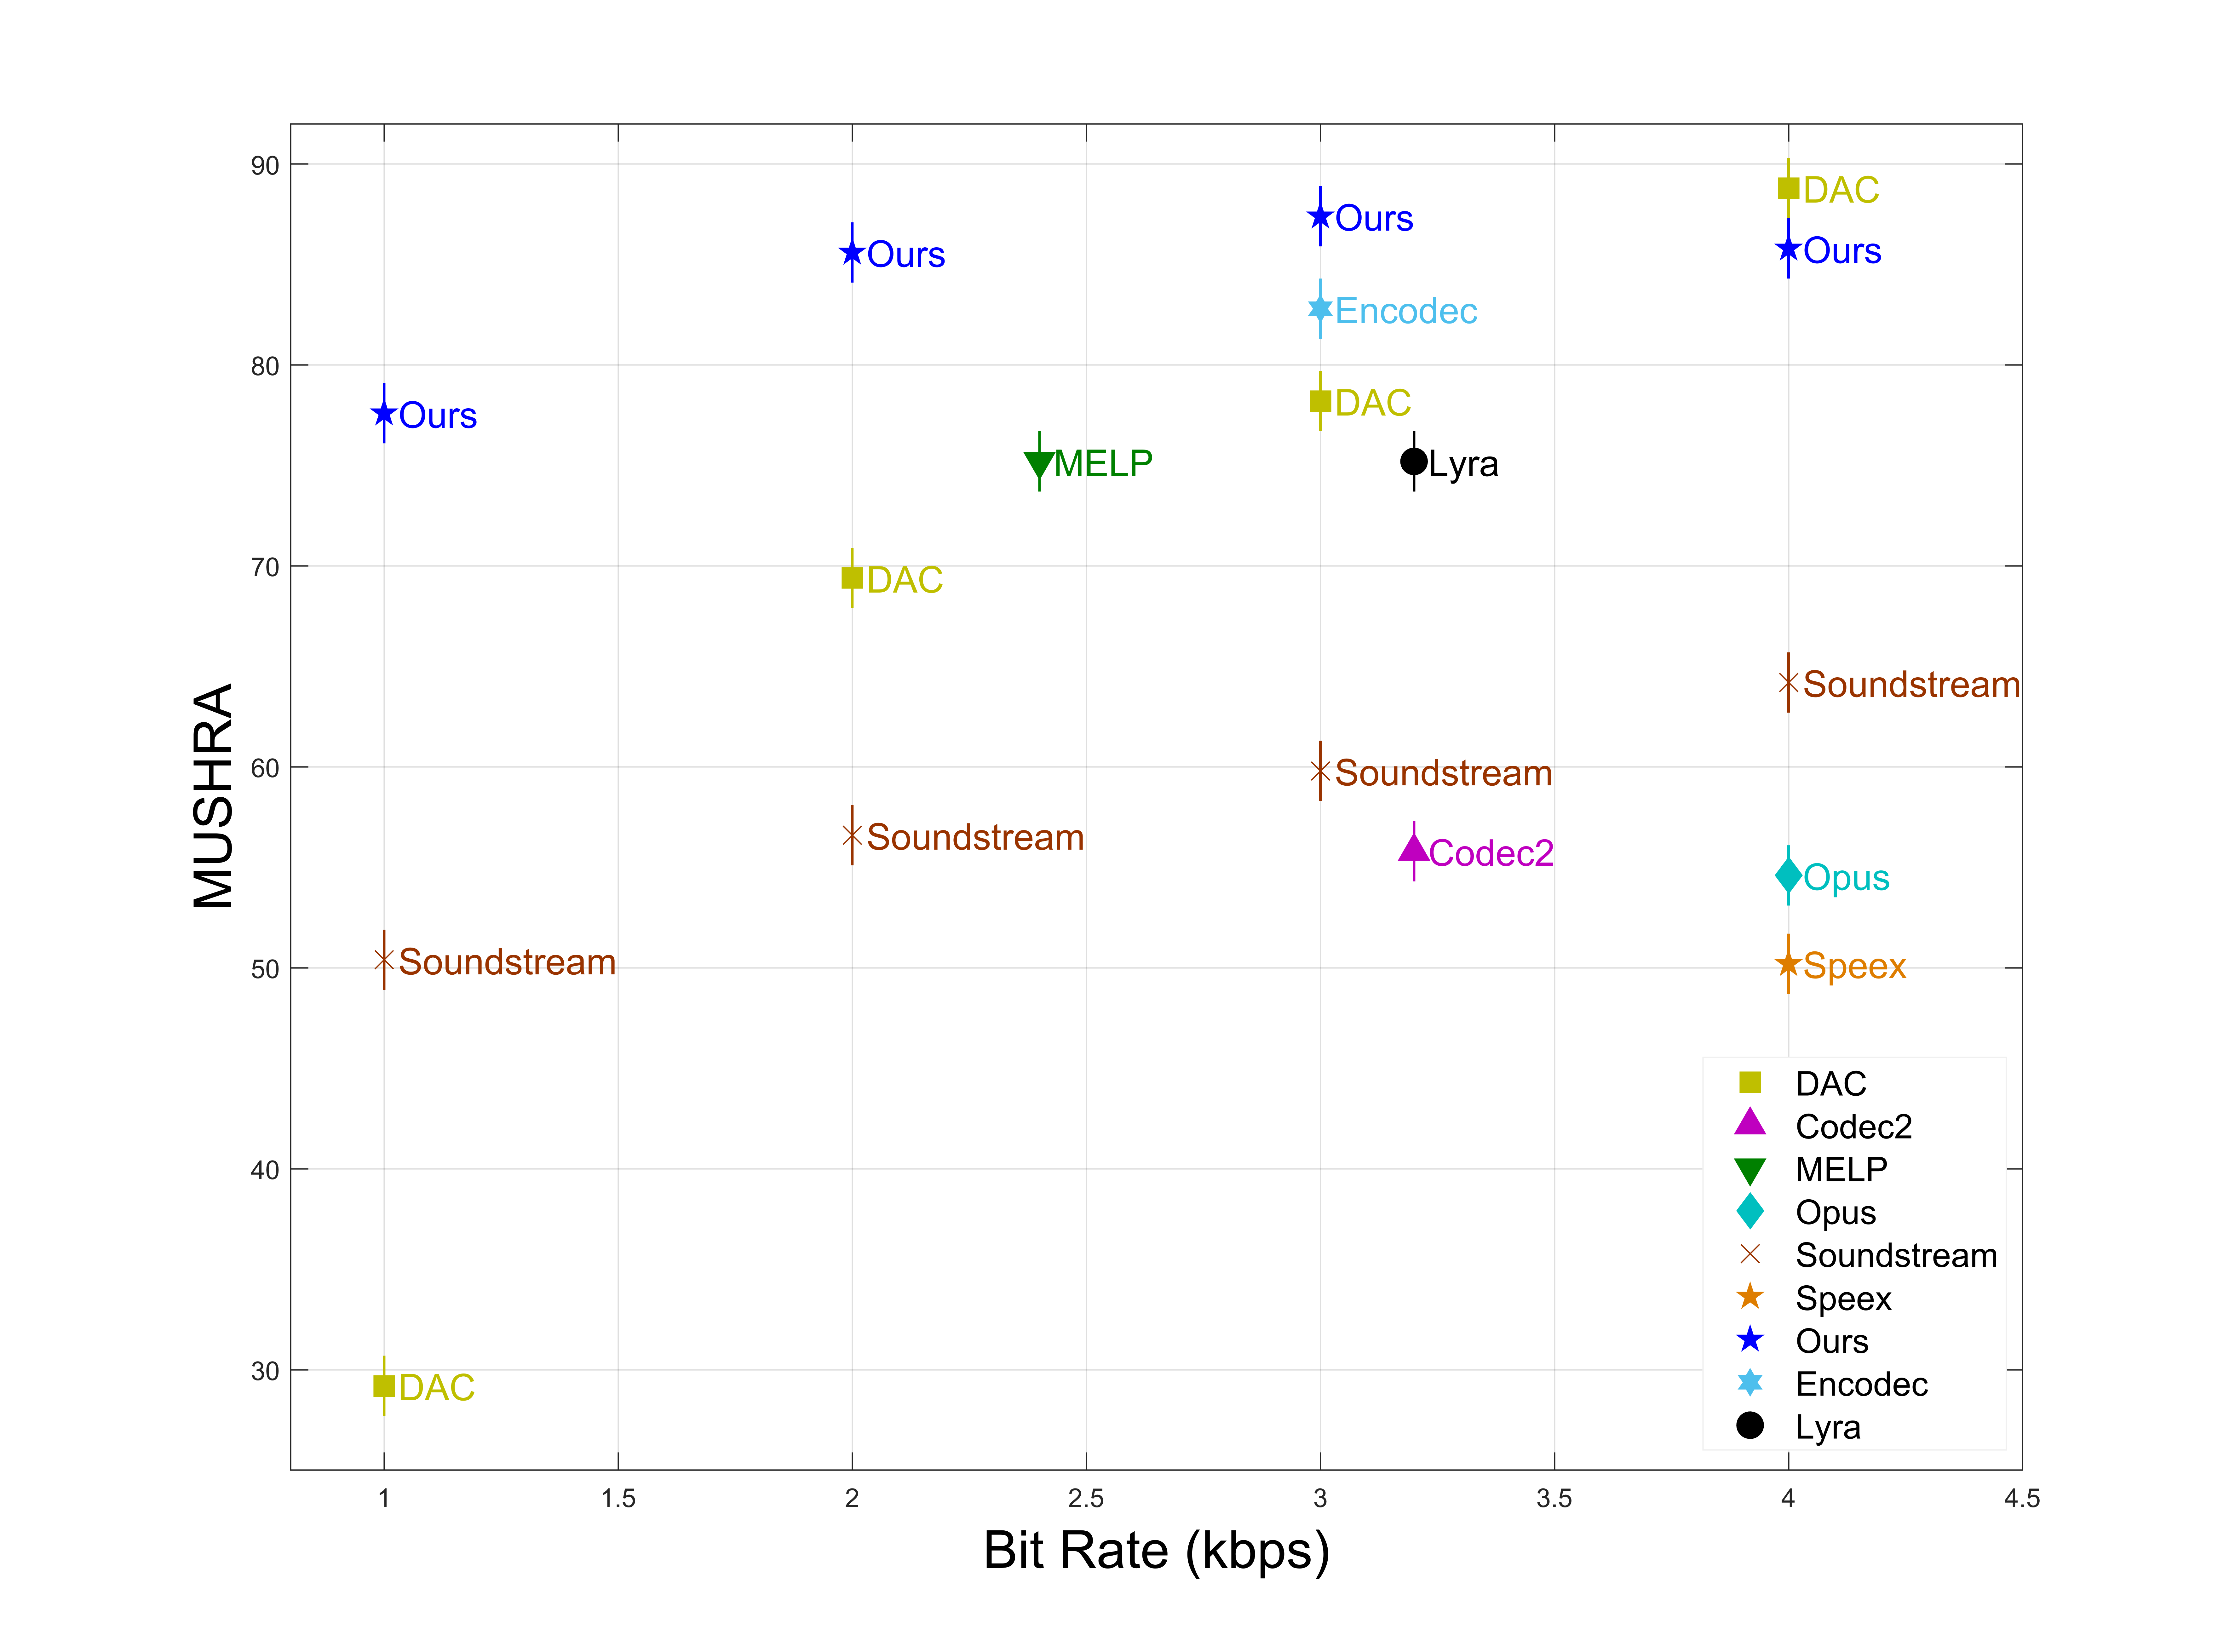 90
DAC
Ours
Ours
Ours
Encodec
80
DAC
Ours
MELP
Lyra
70
DAC
Soundstream
60
Soundstream
Soundstream
Codec2
Opus
50
Soundstream
Speex
40
30
DAC
MUSHRA
DAC
Codec2
MELP
Opus
Soundstream
Speex
Ours
Encodec
Lyra
1 1.5 2 2.5 3 3.5 4 4.5
Bit Rate (kbps)